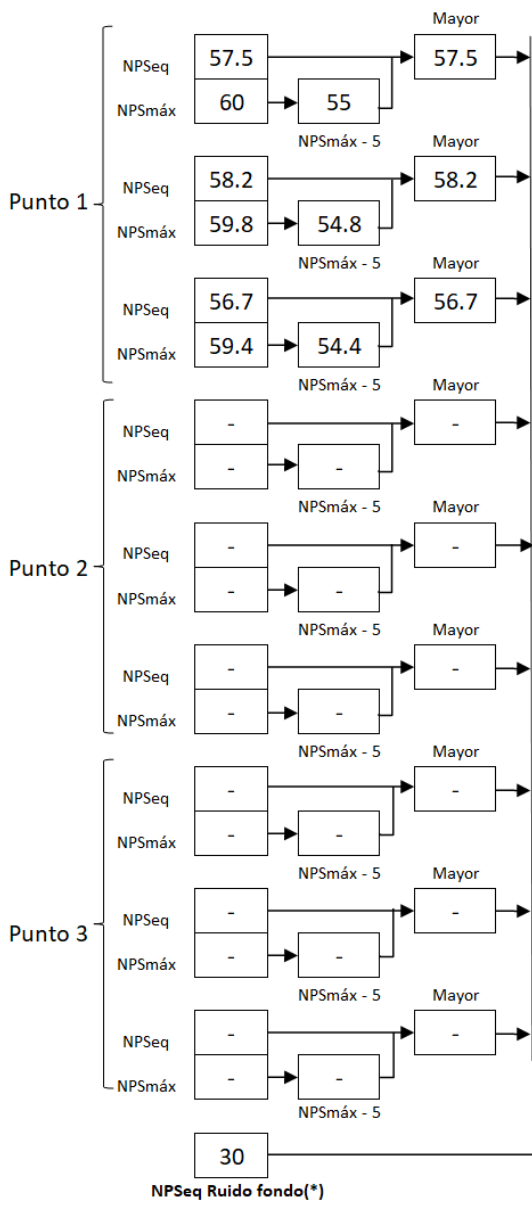 Mayor
NPSeq 57.5 57.5
NPSmáx 60 55
NPSmáx - 5 Mayor
Punto 1
NPSeq 58.2 58.2
NPSmáx 59.8 54.8
NPSmáx - 5 Mayor
NPSeq 56.7 56.7
NPSmáx 59.4 54.4
NPSmáx - 5 Mayor
NPSeq - -
NPSmáx - -
NPSmáx - 5 Mayor
Punto 2
NPSeq - -
NPSmáx - -
NPSmáx - 5 Mayor
NPSeq - -
NPSmáx - -
NPSmáx - 5 Mayor
NPSeq - -
NPSmáx - -
NPSmáx - 5 Mayor
Punto 3
NPSeq - -
NPSmáx - -
NPSmáx - 5 Mayor
NPSeq - -
NPSmáx - -
NPSmáx - 5
30
NPSeq Ruido fondo(*)